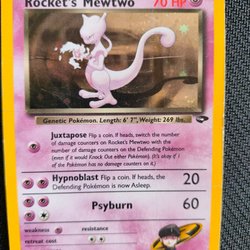 Rocket's Mewtwo 70 HP
Genetic Pokémon. Length: 6' 7", Weight: 269 lbs.
Juxtapose Flip a coin. If heads, switch the number
of damage counters on Rocket's Mewtwo with the
number of damage counters on the Defending Pokémon
(even if it would Knock Out either Pokémon). (It's okay if
one of the Pokémon has no damage counters on it.)
Hypnoblast Flip a coin. If heads, the 20
Defending Pokémon is now Asleep.
Psyburn 60
weakness resistance
retreat cost